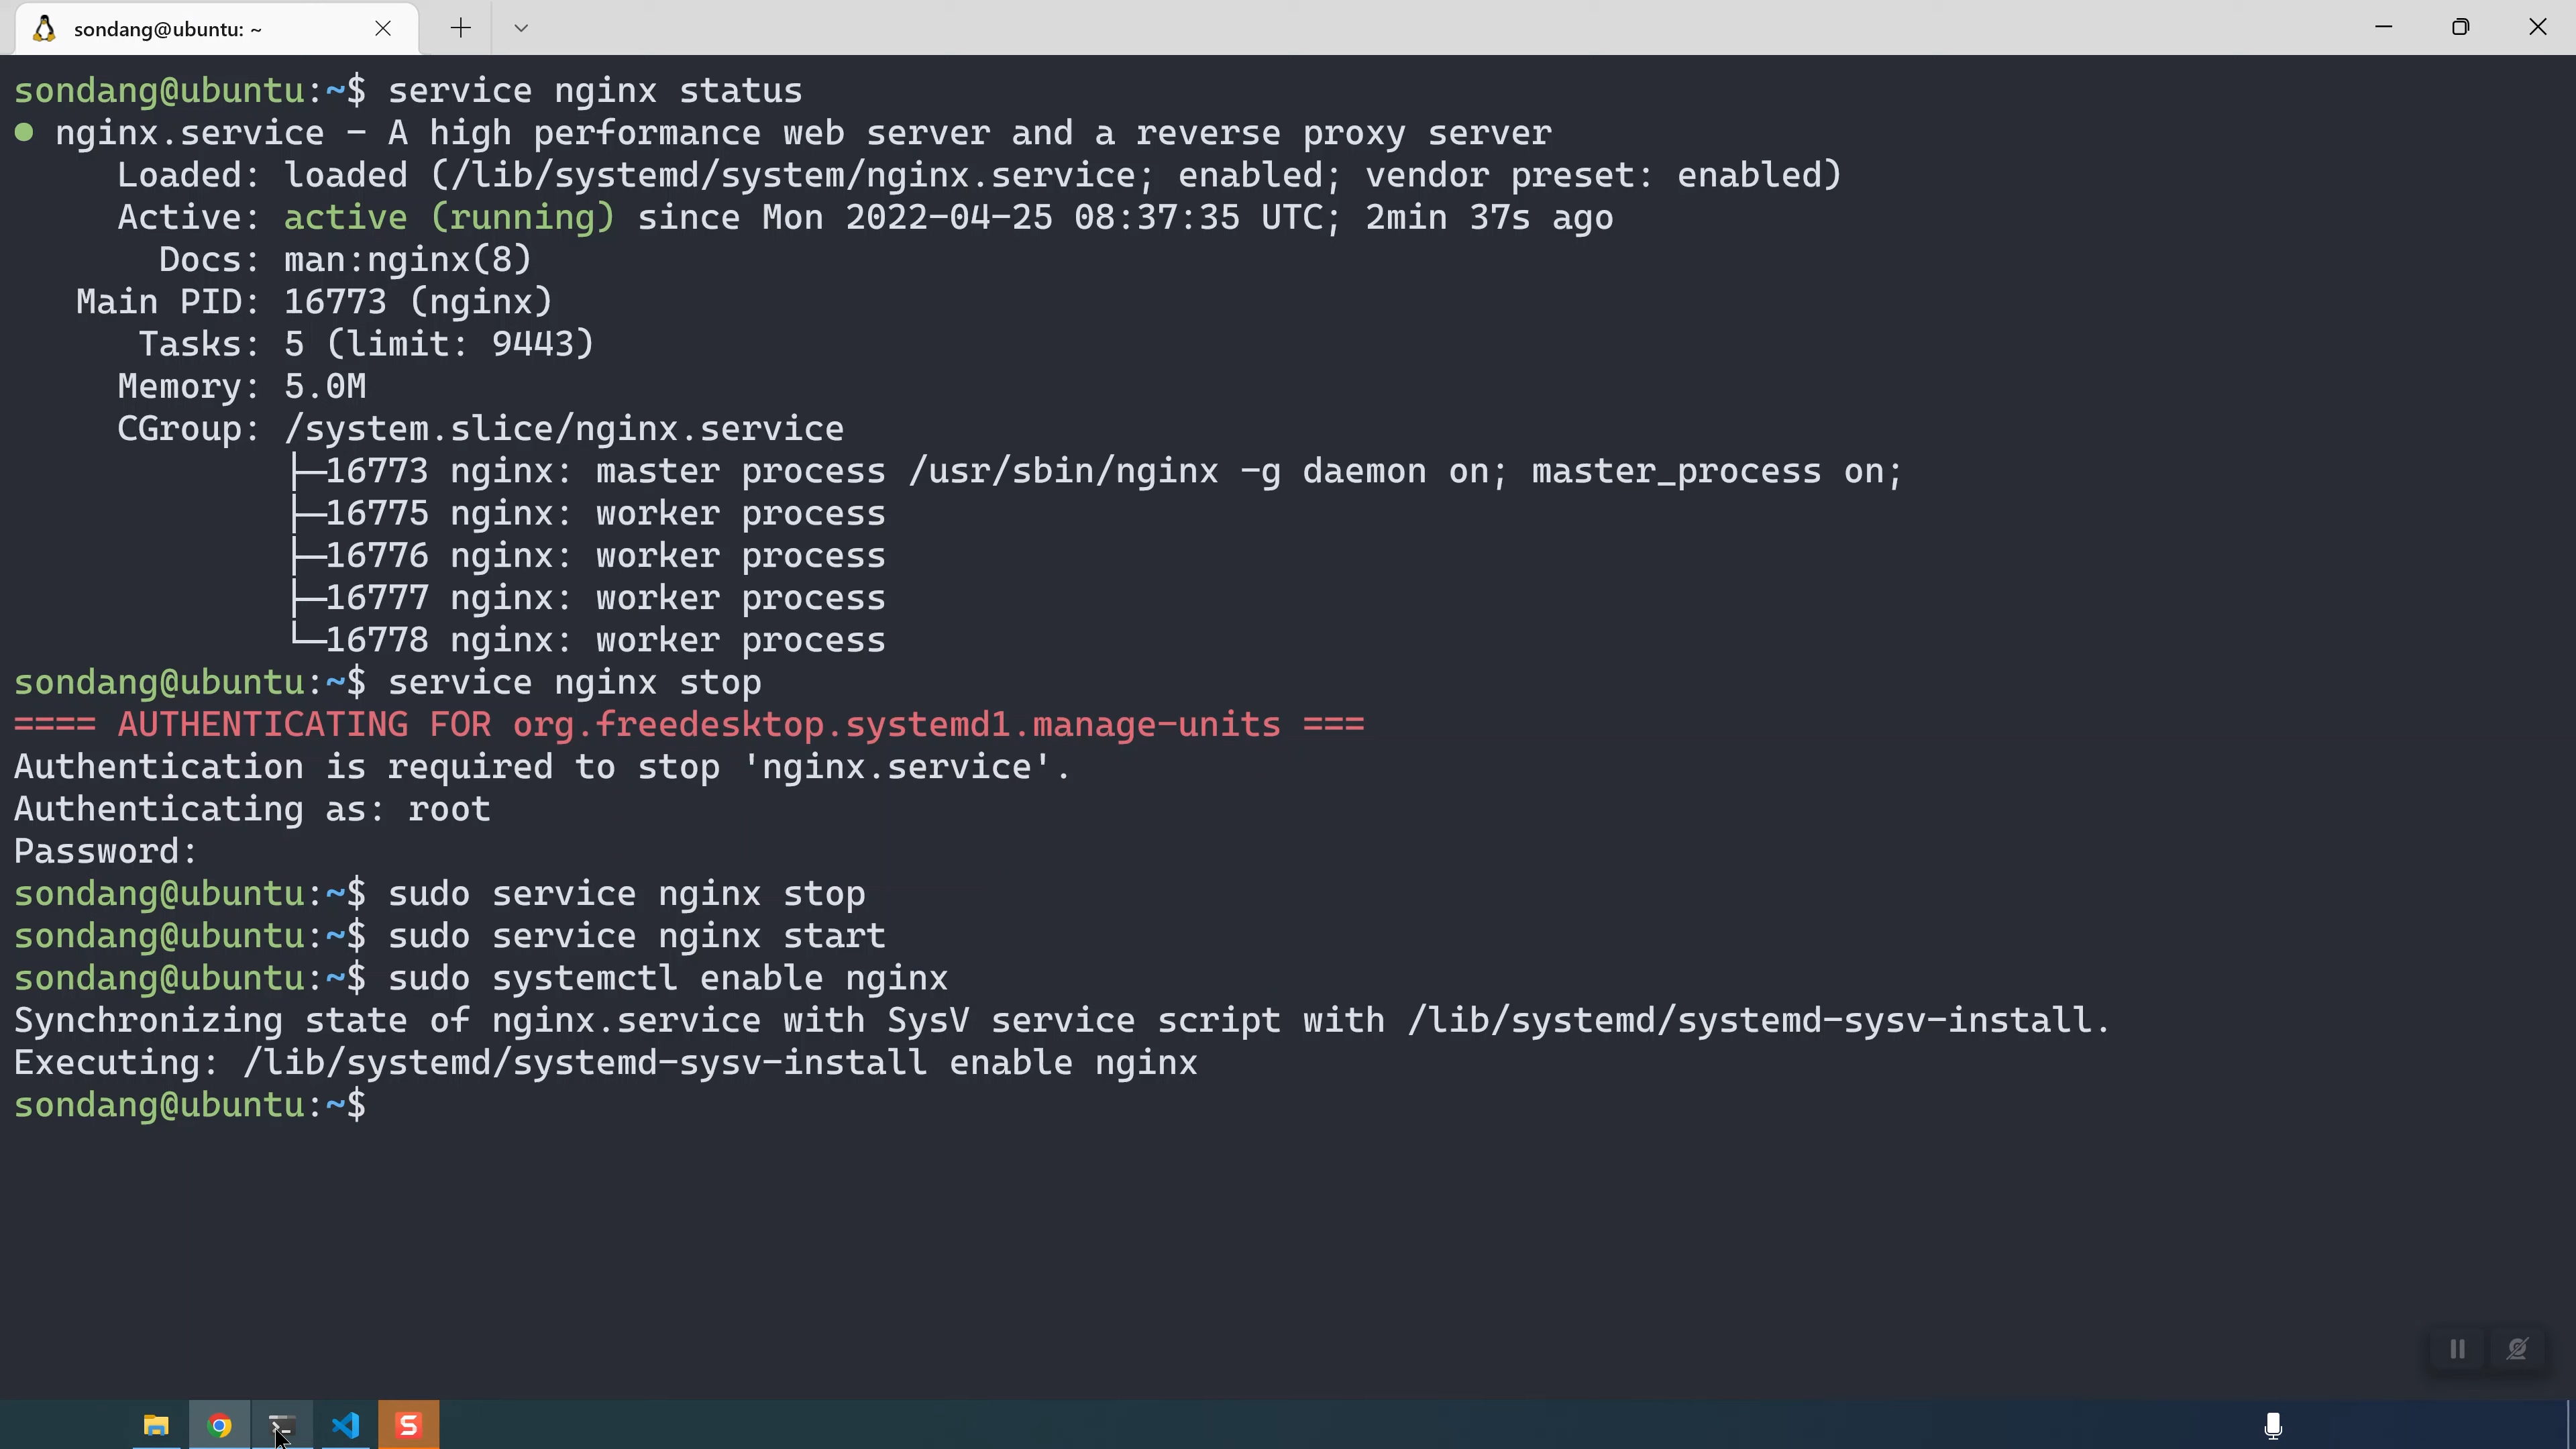 sondang@ubuntu: ~
sondang@ubuntu:~$ service nginx status
● nginx.service - A high performance web server and a reverse proxy server
     Loaded: loaded (/lib/systemd/system/nginx.service; enabled; vendor preset: enabled)
     Active: active (running) since Mon 2022-04-25 08:37:35 UTC; 2min 37s ago
       Docs: man:nginx(8)
   Main PID: 16773 (nginx)
      Tasks: 5 (limit: 9443)
     Memory: 5.0M
     CGroup: /system.slice/nginx.service
             ├─16773 nginx: master process /usr/sbin/nginx -g daemon on; master_process on;
             ├─16775 nginx: worker process
             ├─16776 nginx: worker process
             ├─16777 nginx: worker process
             └─16778 nginx: worker process
sondang@ubuntu:~$ service nginx stop
==== AUTHENTICATING FOR org.freedesktop.systemd1.manage-units ===
Authentication is required to stop 'nginx.service'.
Authenticating as: root
Password:
sondang@ubuntu:~$ sudo service nginx stop
sondang@ubuntu:~$ sudo service nginx start
sondang@ubuntu:~$ sudo systemctl enable nginx
Synchronizing state of nginx.service with SysV service script with /lib/systemd/systemd-sysv-install.
Executing: /lib/systemd/systemd-sysv-install enable nginx
sondang@ubuntu:~$
S